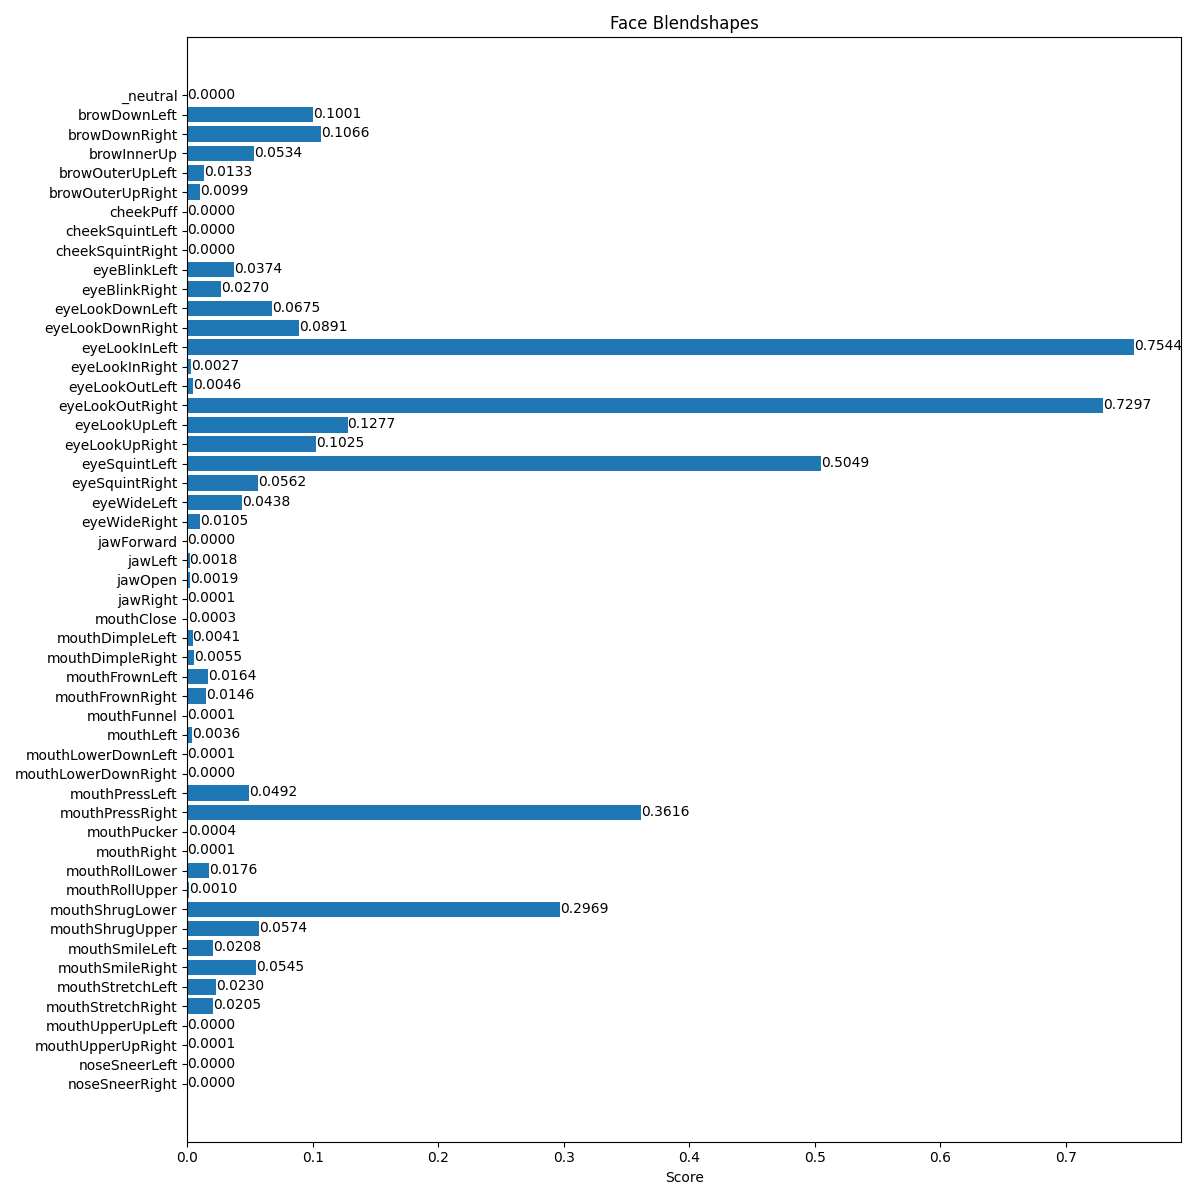 Face Blendshapes
_neutral 0.0000
browDownLeft 0.1001
browDownRight 0.1066
browInnerUp 0.0534
browOuterUpLeft 0.0133
browOuterUpRight 0.0099
cheekPuff 0.0000
cheekSquintLeft 0.0000
cheekSquintRight 0.0000
eyeBlinkLeft 0.0374
eyeBlinkRight 0.0270
eyeLookDownLeft 0.0675
eyeLookDownRight 0.0891
eyeLookInLeft 0.7544
eyeLookInRight 0.0027
eyeLookOutLeft 0.0046
eyeLookOutRight 0.7297
eyeLookUpLeft 0.1277
eyeLookUpRight 0.1025
eyeSquintLeft 0.5049
eyeSquintRight 0.0562
eyeWideLeft 0.0438
eyeWideRight 0.0105
jawForward 0.0000
jawLeft 0.0018
jawOpen 0.0019
jawRight 0.0001
mouthClose 0.0003
mouthDimpleLeft 0.0041
mouthDimpleRight 0.0055
mouthFrownLeft 0.0164
mouthFrownRight 0.0146
mouthFunnel 0.0001
mouthLeft 0.0036
mouthLowerDownLeft 0.0001
mouthLowerDownRight 0.0000
mouthPressLeft 0.0492
mouthPressRight 0.3616
mouthPucker 0.0004
mouthRight 0.0001
mouthRollLower 0.0176
mouthRollUpper 0.0010
mouthShrugLower 0.2969
mouthShrugUpper 0.0574
mouthSmileLeft 0.0208
mouthSmileRight 0.0545
mouthStretchLeft 0.0230
mouthStretchRight 0.0205
mouthUpperUpLeft 0.0000
mouthUpperUpRight 0.0001
noseSneerLeft 0.0000
noseSneerRight 0.0000
0.0 0.1 0.2 0.3 0.4 0.5 0.6 0.7
Score